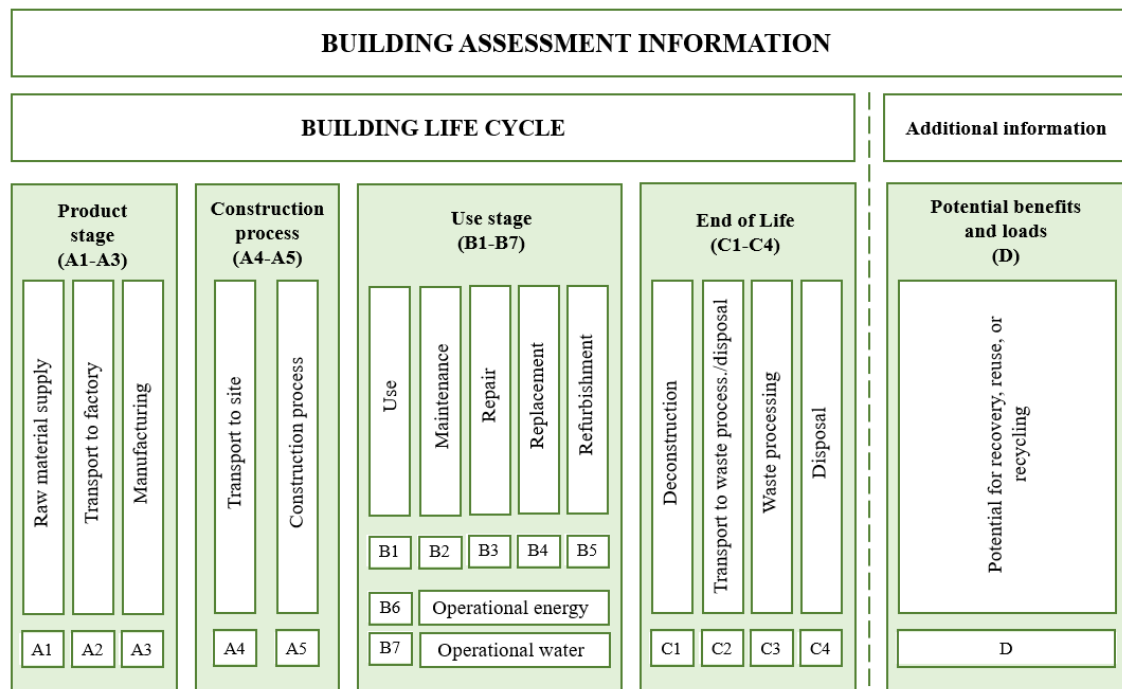 BUILDING ASSESSMENT INFORMATION
BUILDING LIFE CYCLE
Additional information
Product
stage
(A1-A3)
Raw material supply
Transport to factory
Manufacturing
A1
A2
A3
Construction
process
(A4-A5)
Transport to site
Construction process
A4
A5
Use stage
(B1-B7)
Use
Maintenance
Repair
Replacement
Refurbishment
B1
B2
B3
B4
B5
B6
Operational energy
B7
Operational water
End of Life
(C1-C4)
Deconstruction
Transport to waste process./disposal
Waste processing
Disposal
C1
C2
C3
C4
Potential benefits
and loads
(D)
Potential for recovery, reuse, or
recycling
D